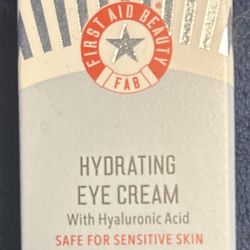 FIRST AID BEAUTY
FAB
HYDRATING
EYE CREAM
With Hyaluronic Acid
SAFE FOR SENSITIVE SKIN